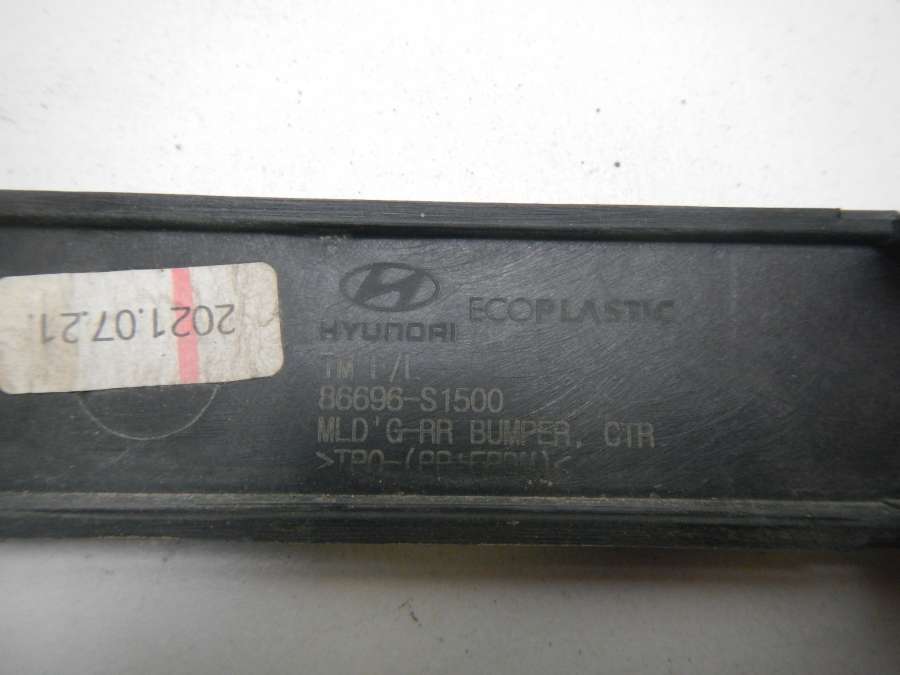 2021.07.21
HYUNDAI
ECOPLASTIC
TM F/L
86696-S1500
MLD'G-RR BUMPER, CTR
>TPO-(PP+EPDM)<